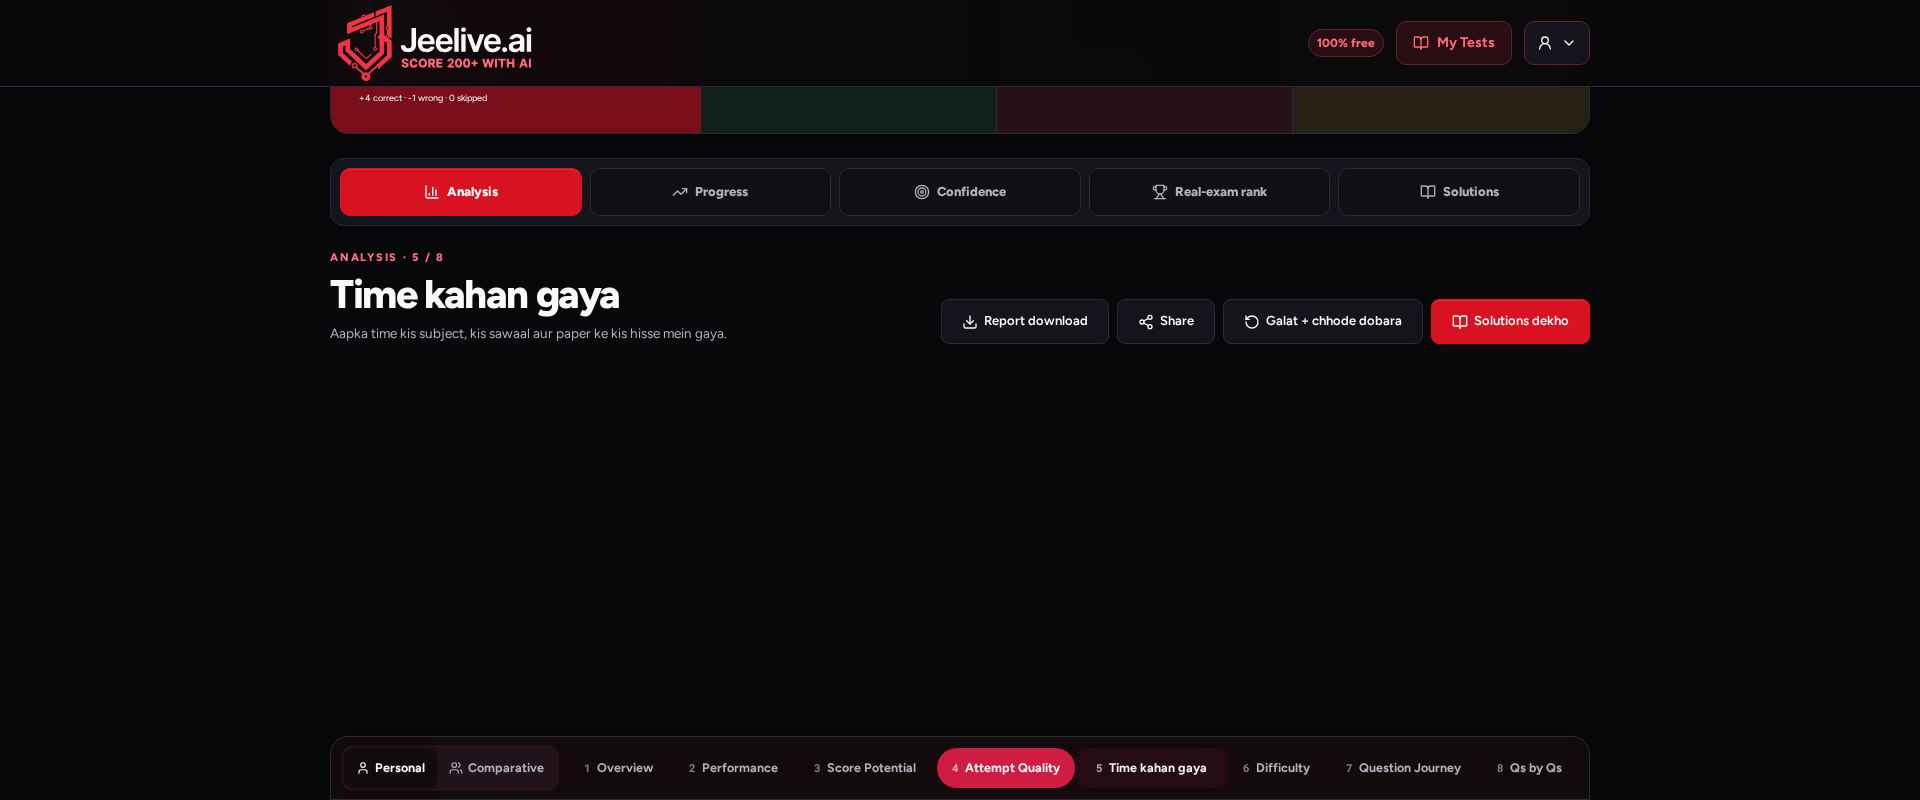 Jeelive.ai
SCORE 200+ WITH AI
100% free
My Tests
+4 correct · -1 wrong · 0 skipped
Analysis
Progress
Confidence
Real-exam rank
Solutions
ANALYSIS · 5 / 8
Time kahan gaya
Aapka time kis subject, kis sawaal aur paper ke kis hisse mein gaya.
Report download
Share
Galat + chhode dobara
Solutions dekho
Personal
Comparative
1 Overview
2 Performance
3 Score Potential
4 Attempt Quality
5 Time kahan gaya
6 Difficulty
7 Question Journey
8 Qs by Qs